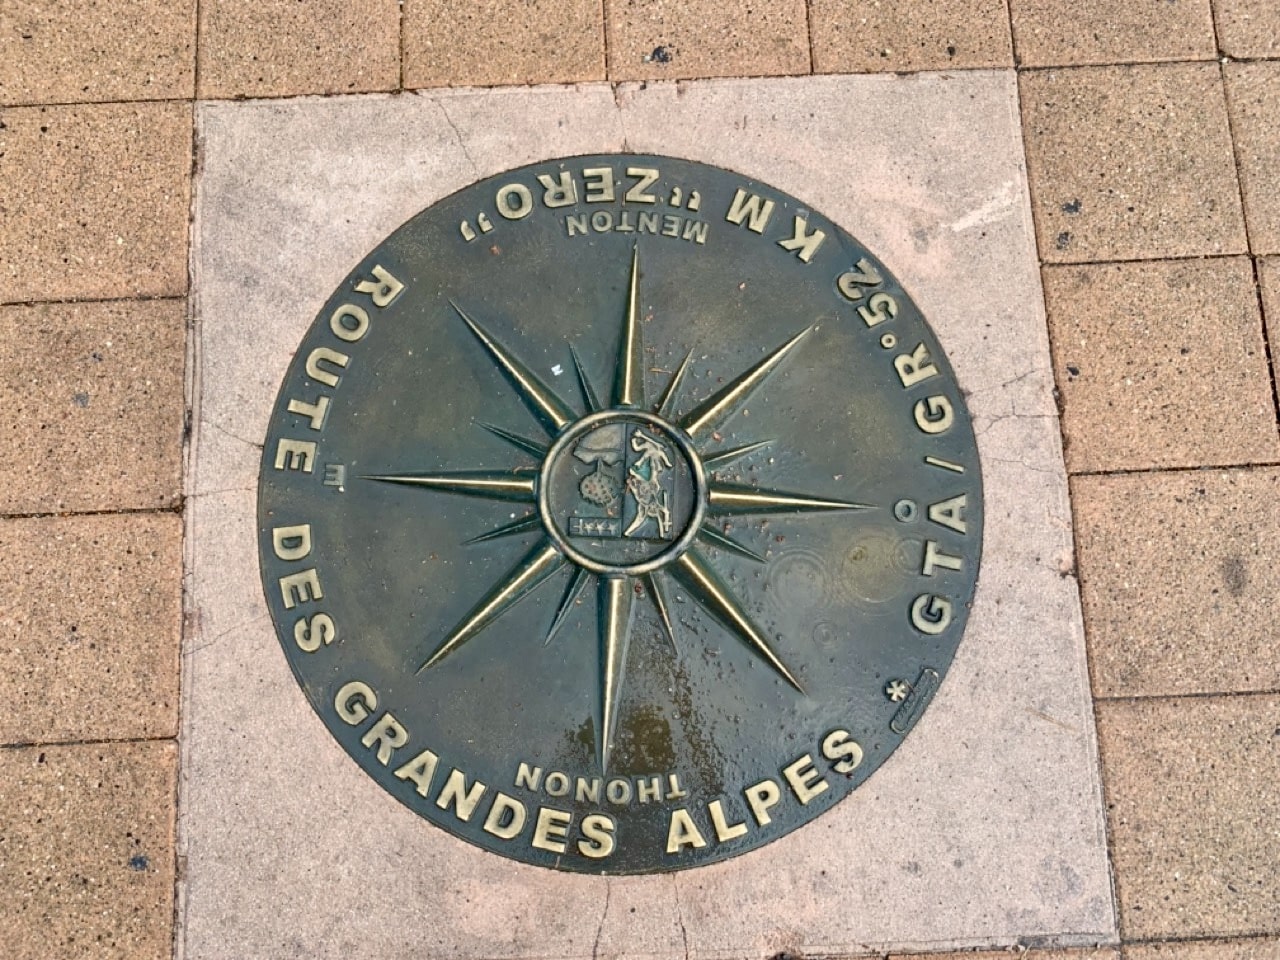 ROUTE DES GRANDES ALPES
*
GTA/GR°52
KM "ZERO"
MENTON
THONON